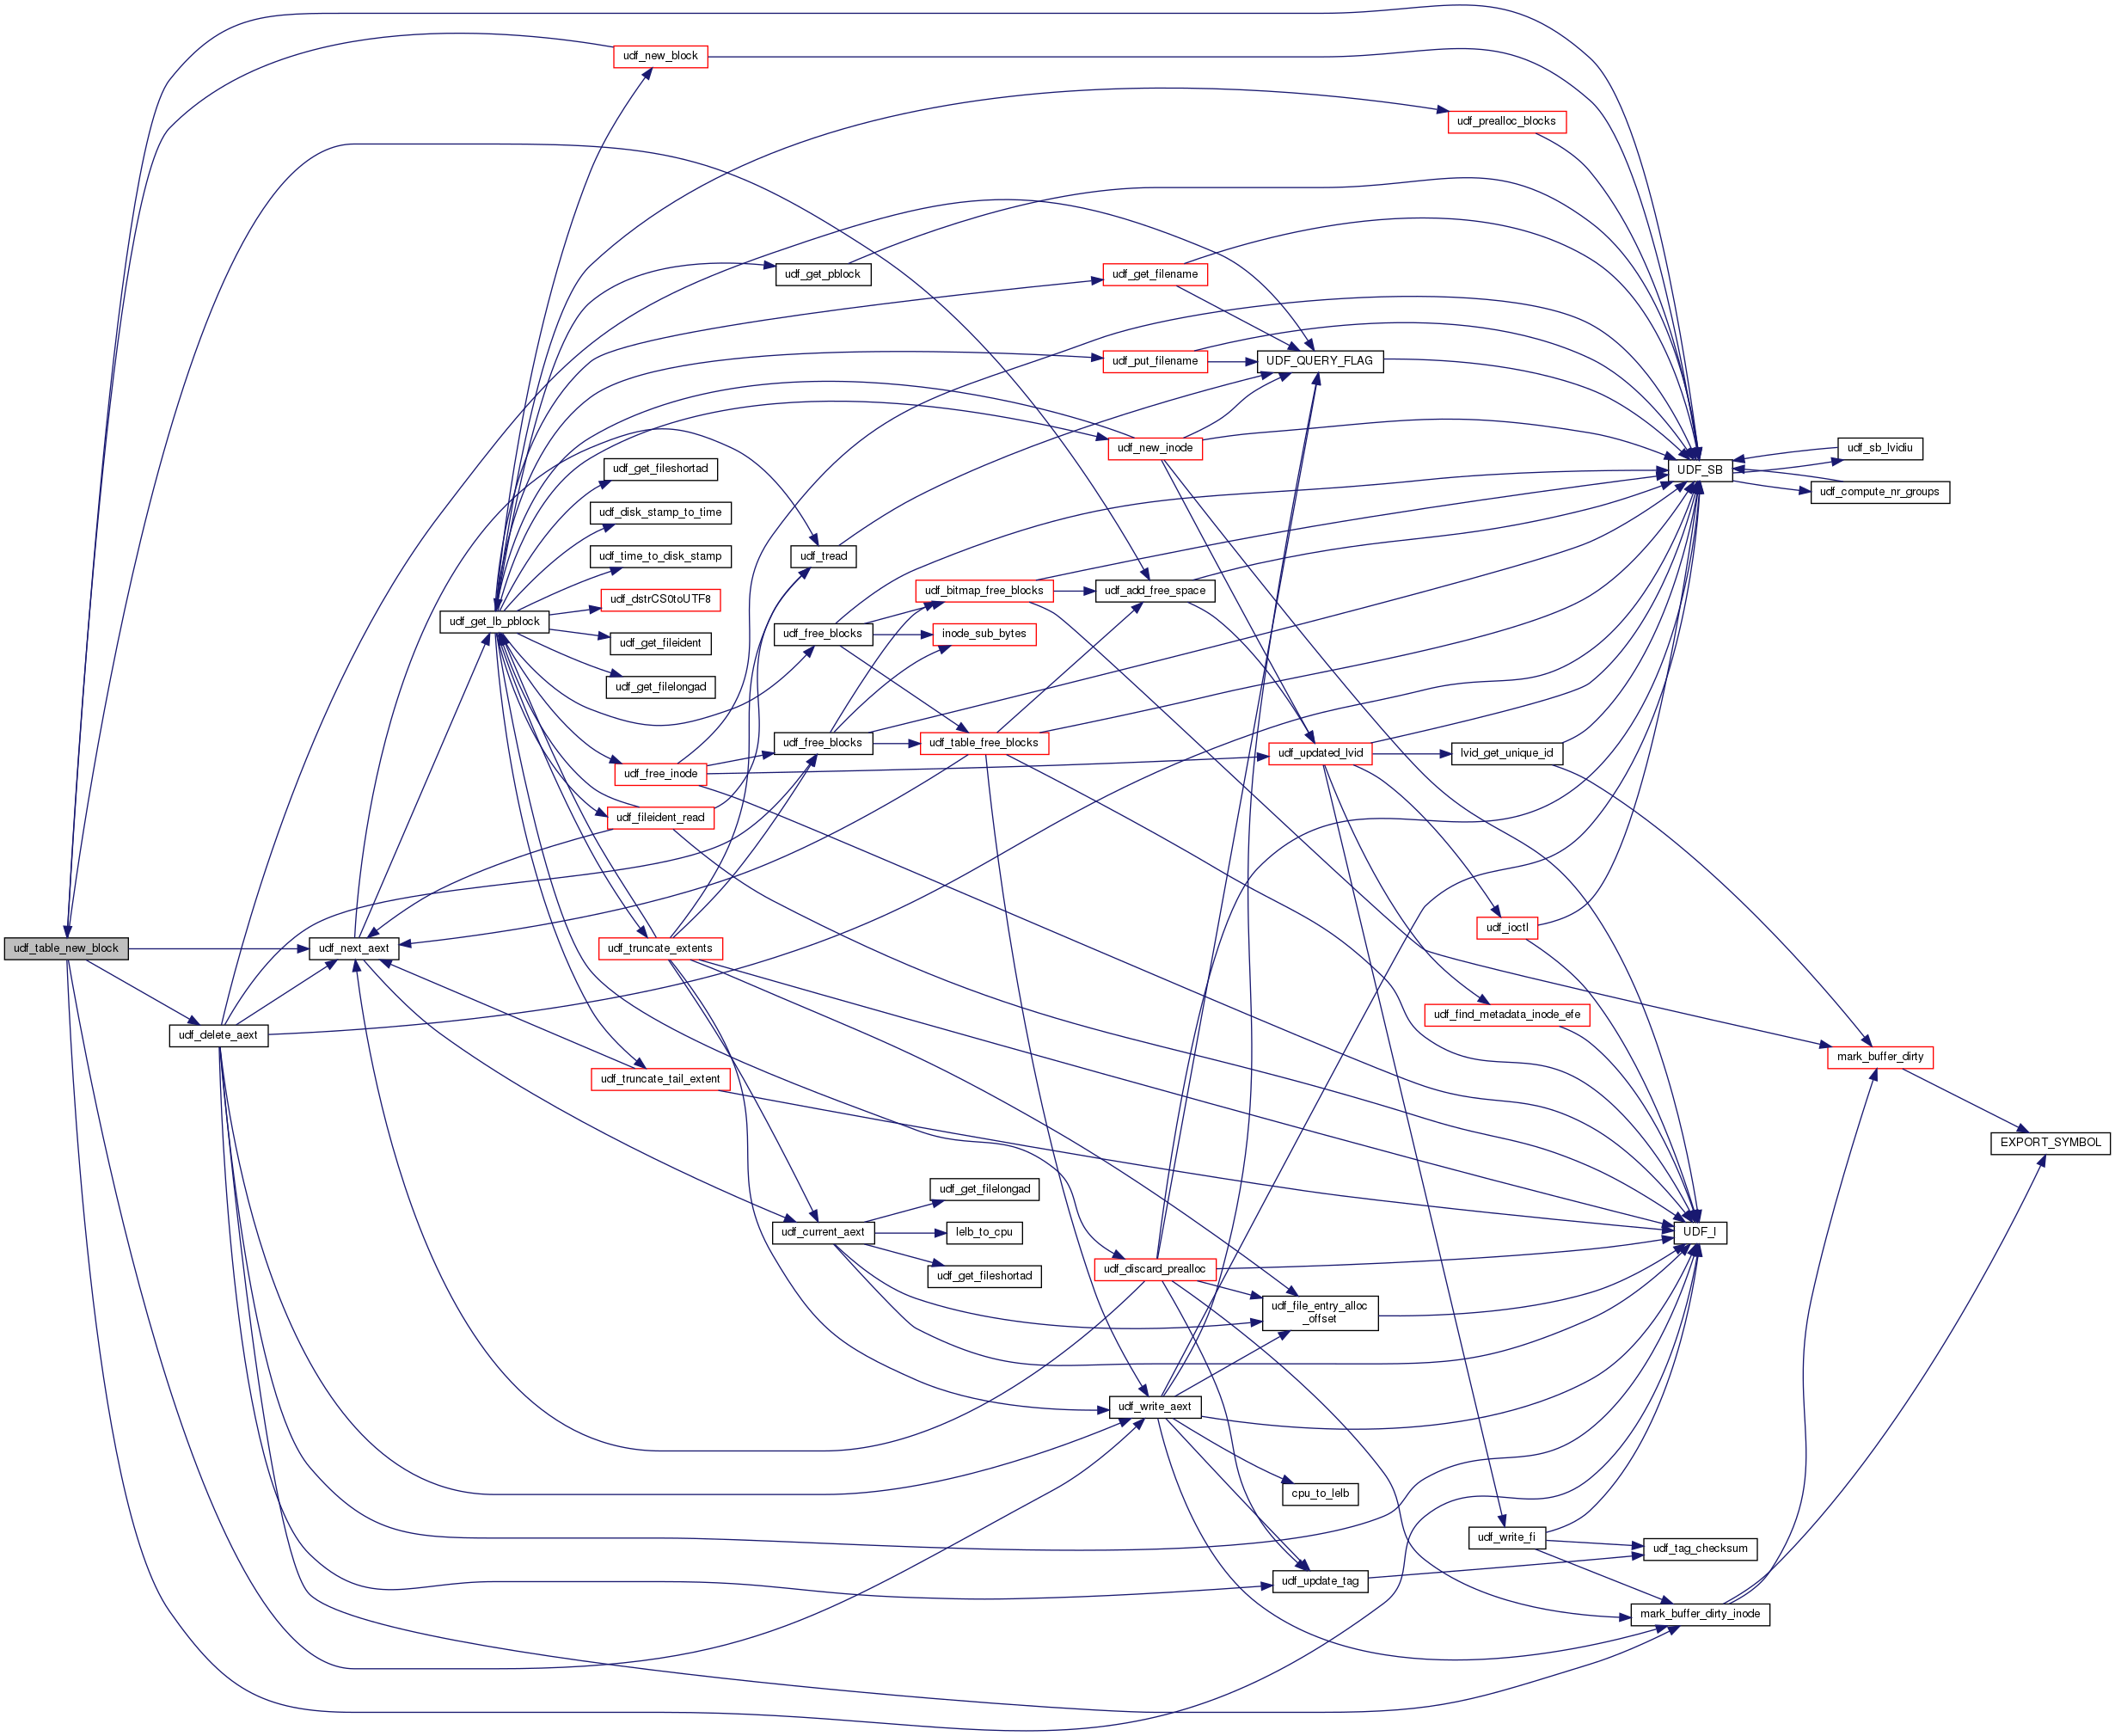 udf_new_block
udf_prealloc_blocks
udf_get_pblock
udf_get_filename
udf_put_filename
UDF_QUERY_FLAG
udf_new_inode
udf_sb_lvidiu
udf_get_fileshortad
UDF_SB
udf_compute_nr_groups
udf_disk_stamp_to_time
udf_time_to_disk_stamp
udf_tread
udf_bitmap_free_blocks
udf_add_free_space
udf_dstrCS0toUTF8
udf_get_lb_pblock
udf_free_blocks
inode_sub_bytes
udf_get_fileident
udf_get_filelongad
udf_free_blocks
udf_table_free_blocks
udf_updated_lvid
lvid_get_unique_id
udf_free_inode
udf_fileident_read
udf_ioctl
udf_table_new_block
udf_next_aext
udf_truncate_extents
udf_find_metadata_inode_efe
udf_delete_aext
mark_buffer_dirty
udf_truncate_tail_extent
EXPORT_SYMBOL
udf_get_filelongad
udf_current_aext
lelb_to_cpu
UDF_I
udf_discard_prealloc
udf_get_fileshortad
udf_file_entry_alloc
_offset
udf_write_aext
cpu_to_lelb
udf_write_fi
udf_tag_checksum
udf_update_tag
mark_buffer_dirty_inode